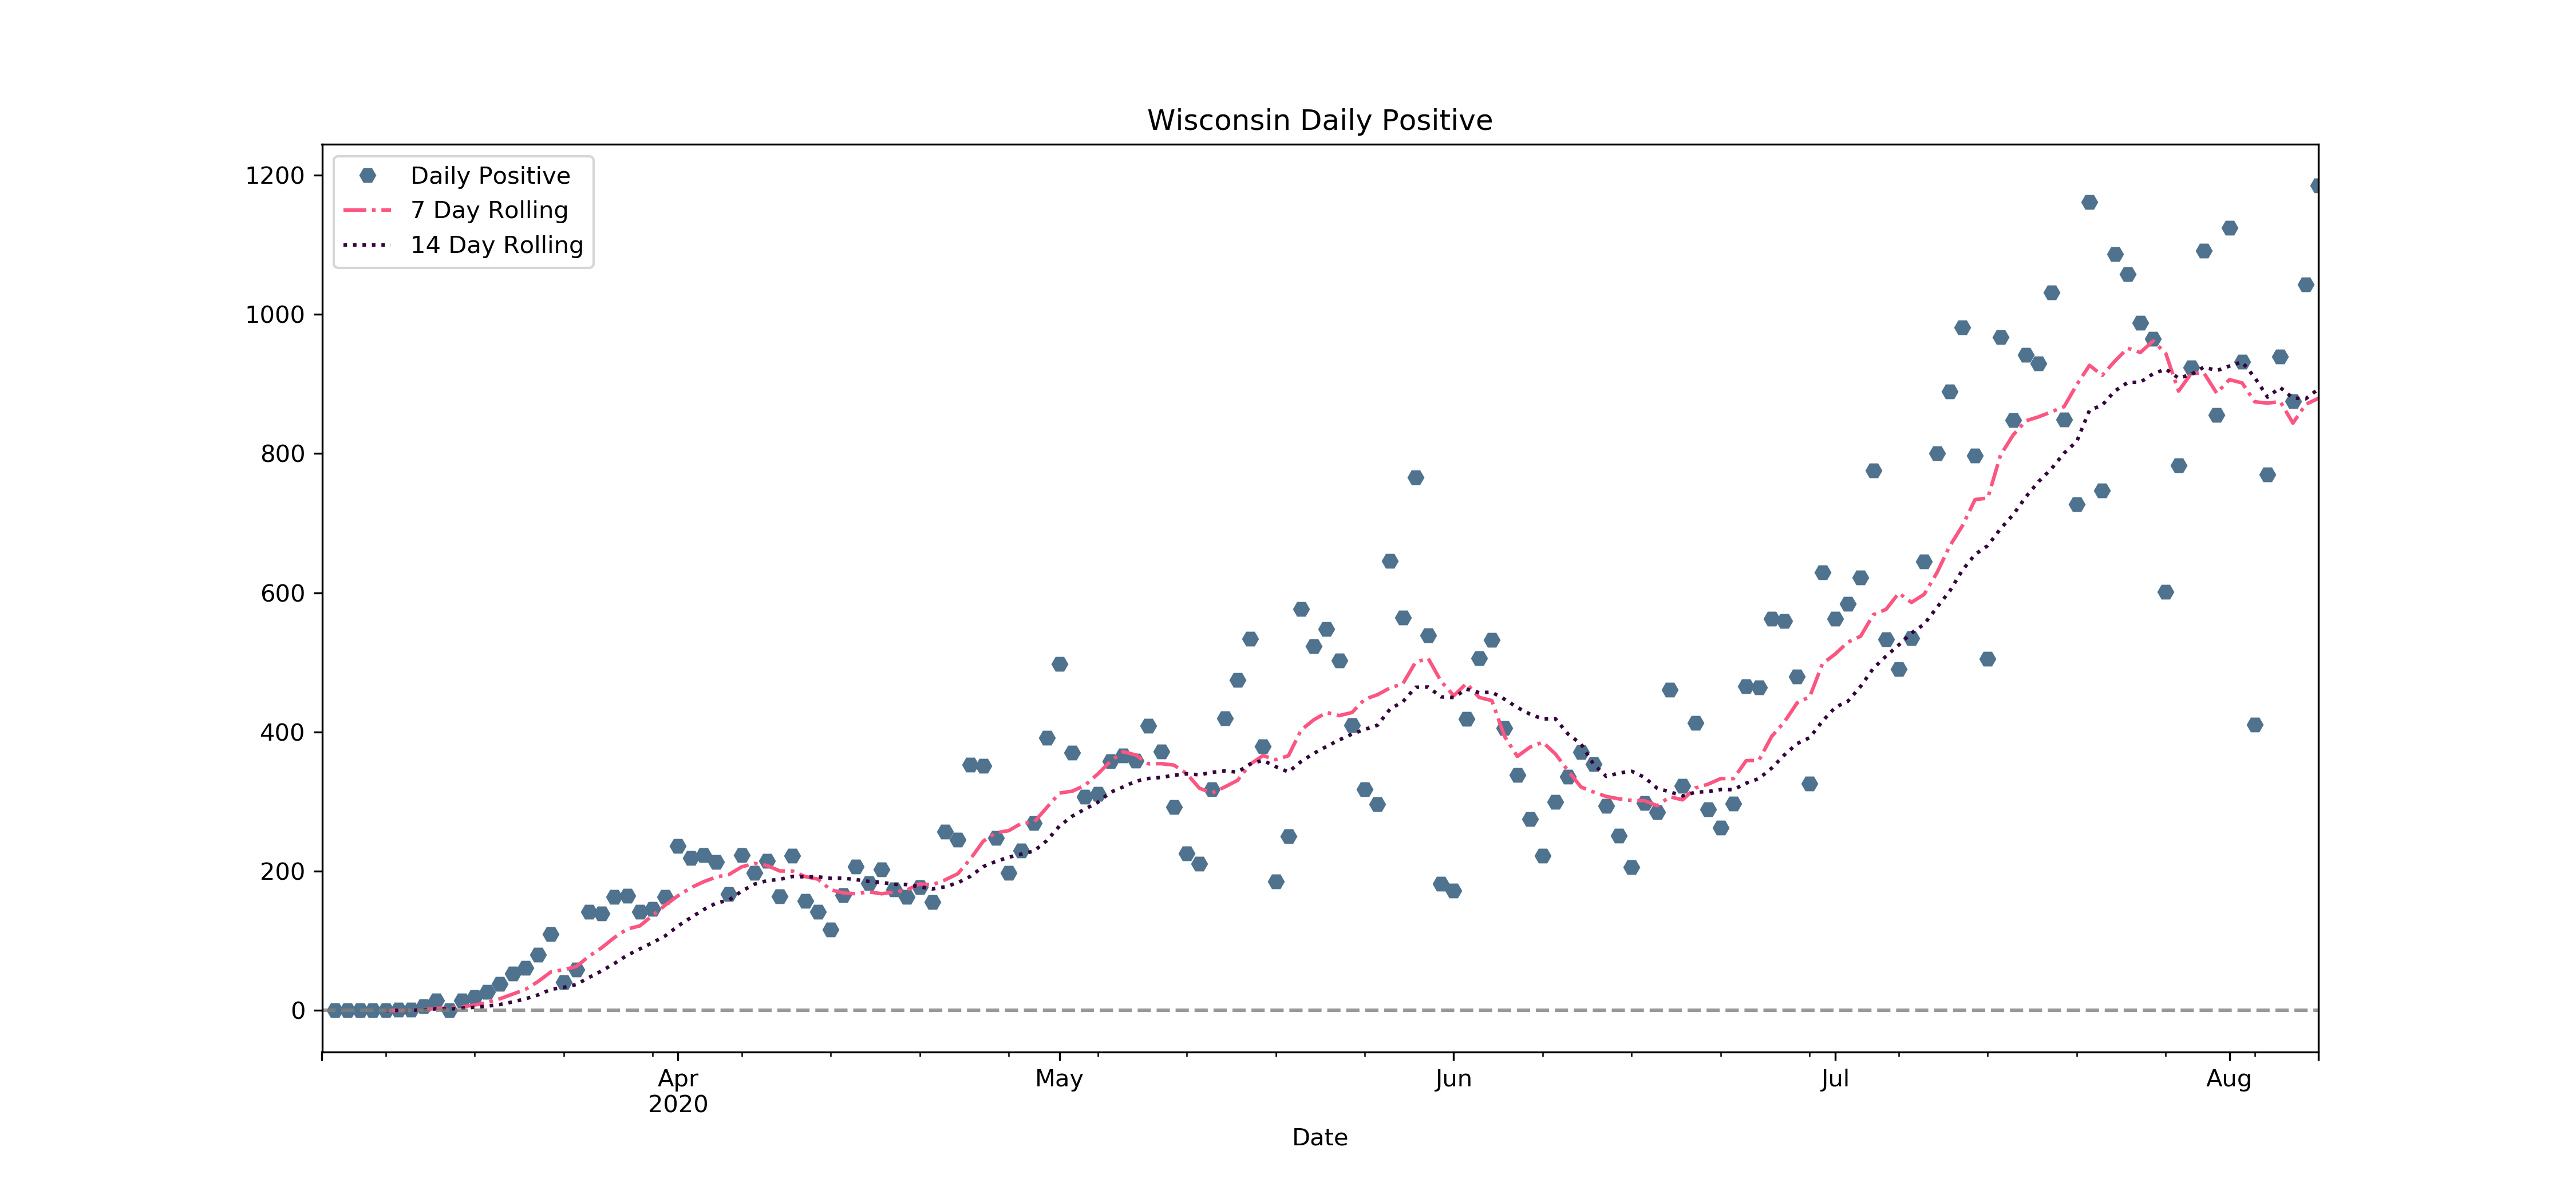 Wisconsin Daily Positive
Daily Positive
7 Day Rolling
14 Day Rolling
1200
1000
800
600
400
200
0
Apr
2020
May
Jun
Jul
Aug
Date